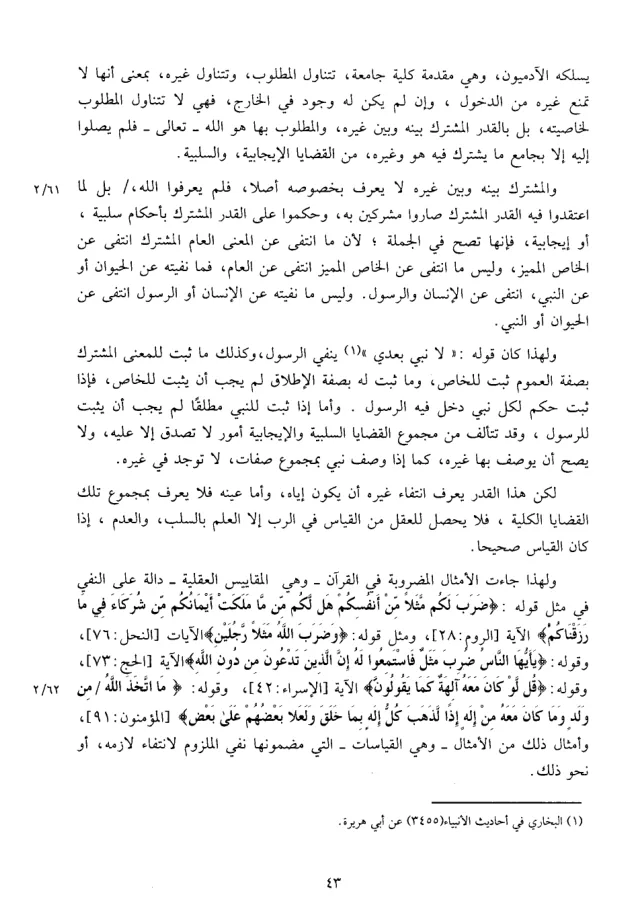 يسلكه الآدميون، وهي مقدمة كلية جامعة، تتناول المطلوب، وتتناول غيره، بمعنى أنها لا
تمنع غيره من الدخول ، وإن لم يكن له وجود في الخارج، فهي لا تتناول المطلوب
لخاصيته، بل بالقدر المشترك بينه وبين غيره، والمطلوب بها هو الله ـ تعالى ـ فلم يصلوا
إليه إلا بجامع ما يشترك فيه هو وغيره، من القضايا الإيجابية، والسلبية.
والمشترك بينه وبين غيره لا يعرف بخصوصه أصلا، فلم يعرفوا الله،/ بل لما
٢/٦١
اعتقدوا فيه القدر المشترك صاروا مشركين به، وحكموا على القدر المشترك بأحكام سلبية ،
أو إيجابية، فإنها تصح في الجملة ؛ لأن ما انتفى عن المعنى العام المشترك انتفى عن
الخاص المميز، وليس ما انتفى عن الخاص المميز انتفى عن العام، فما نفيته عن الحيوان أو
عن النبي، انتفى عن الإنسان والرسول. وليس ما نفيته عن الإنسان أو الرسول انتفى عن
الحيوان أو النبي.
ولهذا كان قوله :« لا نبي بعدي »(١) ينفي الرسول،وكذلك ما ثبت للمعنى المشترك
بصفة العموم ثبت للخاص، وما ثبت له بصفة الإطلاق لم يجب أن يثبت للخاص، فإذا
ثبت حكم لكل نبي دخل فيه الرسول . وأما إذا ثبت للنبي مطلقًا لم يجب أن يثبت
للرسول ، وقد تتألف من مجموع القضايا السلبية والإيجابية أمور لا تصدق إلا عليه، ولا
يصح أن يوصف بها غيره، كما إذا وصف نبي بمجموع صفات، لا توجد في غيره.
لكن هذا القدر يعرف انتفاء غيره أن يكون إياه، وأما عينه فلا يعرف بمجموع تلك
القضايا الكلية ، فلا يحصل للعقل من القياس في الرب إلا العلم بالسلب، والعدم ، إذا
كان القياس صحيحا.
ولهذا جاءت الأمثال المضروبة في القرآن ـ وهي المقاييس العقلية ـ دالة على النفي
في مثل قوله :﴿ضَرَبَ لَكُم مَّثَلاً مِّنْ أَنفُسِكُمْ هَل لَّكُم مِّن مَّا مَلَكَتْ أَيْمَانُكُم مِّن شُرَكَاءَ فِي مَا
رَزَقْنَاكُمْ﴾ الآية [الروم:٢٨]، ومثل قوله:﴿وَضَرَبَ اللَّهُ مَثَلاً رَّجُلَيْنِ﴾الآيات [النحل:٧٦]،
وقوله:﴿يَأَيُّهَا النَّاسُ ضُرِبَ مَثَلٌ فَاسْتَمِعُوا لَهُ إِنَّ الَّذِينَ تَدْعُونَ مِن دُونِ اللَّهِ﴾الآية [الحج:٧٣]،
وقوله:﴿قُل لَّوْ كَانَ مَعَهُ آلِهَةٌ كَمَا يَقُولُونَ﴾ الآية [الإسراء:٤٢]، وقوله: ﴿ مَا اتَّخَذَ اللَّهُ /مِن
٢/٦٢
وَلَدٍ وَمَا كَانَ مَعَهُ مِنْ إِلَهٍ إِذًا لَّذَهَبَ كُلُّ إِلَهٍ بِمَا خَلَقَ وَلَعَلا بَعْضُهُمْ عَلَىٰ بَعْضٍ﴾ [المؤمنون:٩١]،
وأمثال ذلك من الأمثال ـ وهي القياسات ـ التي مضمونها نفي الملزوم لانتفاء لازمه، أو
نحو ذلك.
(١) البخاري في أحاديث الأنبياء(٣٤٥٥) عن أبي هريرة.
٤٣